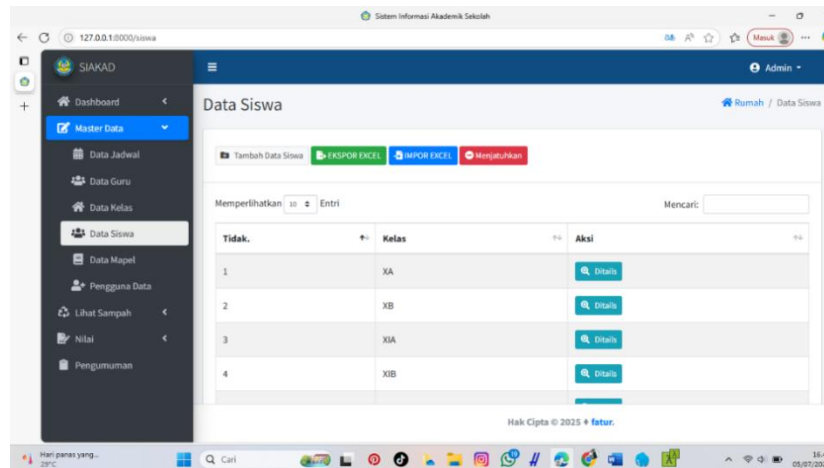 Sistem Informasi Akademik Sekolah
127.0.0.1:8000/siswa
Masuk
SIAKAD
Admin
Dashboard
Data Siswa
Rumah / Data Siswa
Master Data
Data Jadwal
Tambah Data Siswa
EKSPOR EXCEL
IMPOR EXCEL
Menjatuhkan
Data Guru
Data Kelas
Memperlihatkan 10 Entri
Mencari:
Data Siswa
Tidak. Kelas Aksi
Data Mapel
1 XA Ditails
Pengguna Data
2 XB Ditails
Lihat Sampah
Nilai
3 XIA Ditails
Pengumuman
4 XIB Ditails
Hak Cipta © 2025 ♦ fatur.
Hari panas yang...
28°C
Cari